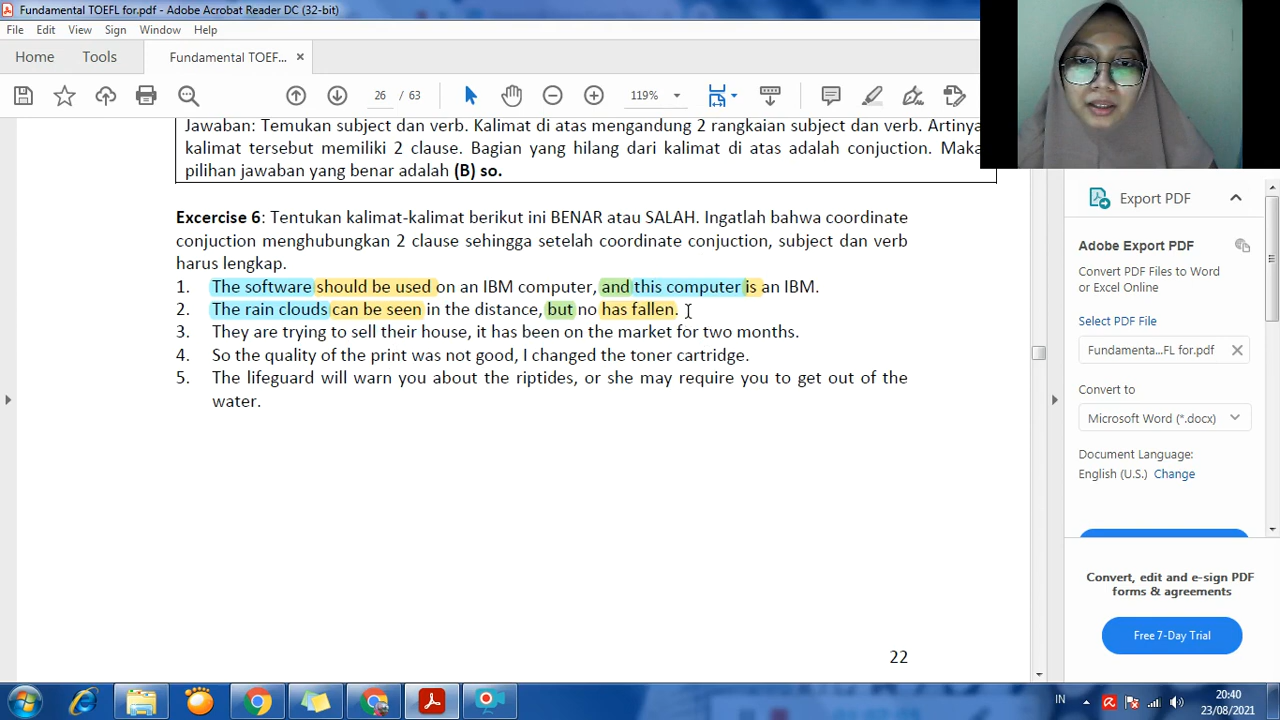 Fundamental TOEFL for.pdf - Adobe Acrobat Reader DC (32-bit)
File Edit View Sign Window Help
Home Tools Fundamental TOEF... ×
26 / 63 119%
Jawaban: Temukan subject dan verb. Kalimat di atas mengandung 2 rangkaian subject dan verb. Artinya
kalimat tersebut memiliki 2 clause. Bagian yang hilang dari kalimat di atas adalah conjuction. Maka
pilihan jawaban yang benar adalah (B) so.
Excercise 6: Tentukan kalimat-kalimat berikut ini BENAR atau SALAH. Ingatlah bahwa coordinate
conjuction menghubungkan 2 clause sehingga setelah coordinate conjuction, subject dan verb
harus lengkap.
1. The software should be used on an IBM computer, and this computer is an IBM.
2. The rain clouds can be seen in the distance, but no has fallen.
3. They are trying to sell their house, it has been on the market for two months.
4. So the quality of the print was not good, I changed the toner cartridge.
5. The lifeguard will warn you about the riptides, or she may require you to get out of the
water.
22
Export PDF
Adobe Export PDF
Convert PDF Files to Word
or Excel Online
Select PDF File
Fundamenta...FL for.pdf
Convert to
Microsoft Word (*.docx)
Document Language:
English (U.S.) Change
Convert, edit and e-sign PDF
forms & agreements
Free 7-Day Trial
IN
20:40
23/08/2021